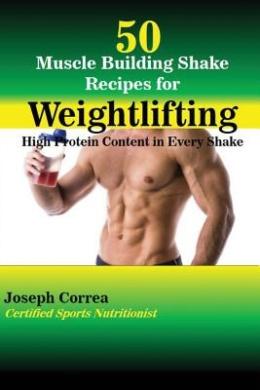 50
Muscle Building Shake
Recipes for
Weightlifting
High Protein Content in Every Shake
Joseph Correa
Certified Sports Nutritionist